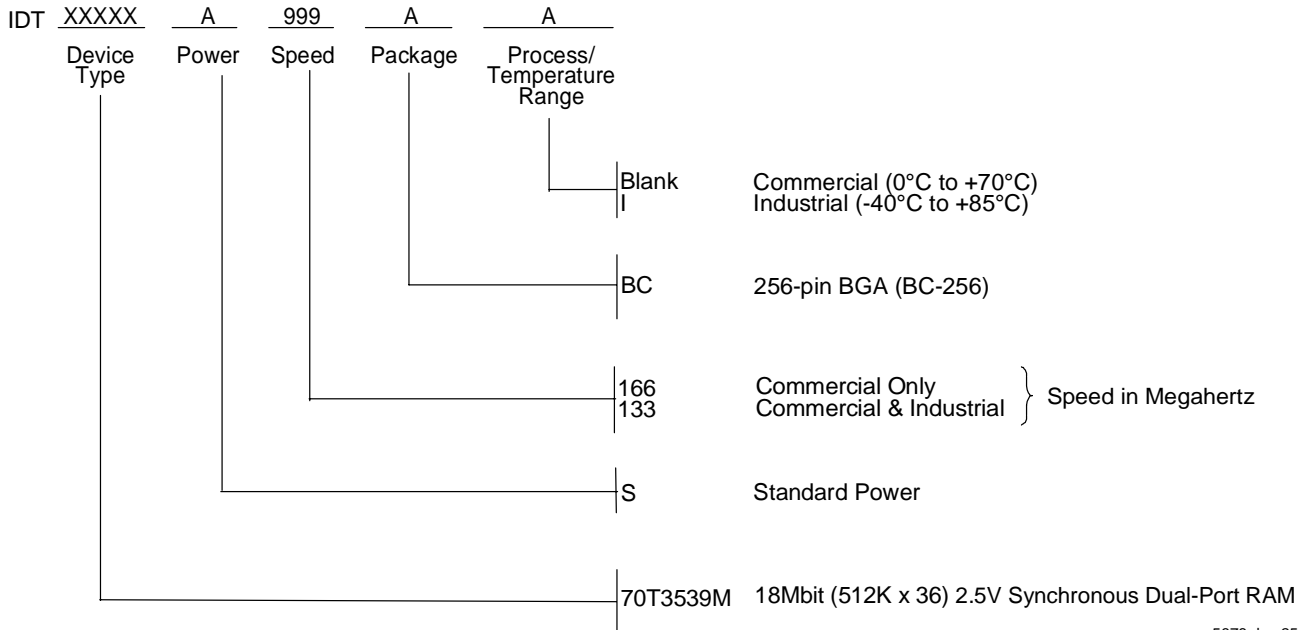 IDT XXXXX A 999 A A
Device Type Power Speed Package Process/ Temperature Range
Blank Commercial (0°C to +70°C)
I Industrial (-40°C to +85°C)
BC 256-pin BGA (BC-256)
166 Commercial Only
133 Commercial & Industrial
Speed in Megahertz
S Standard Power
70T3539M 18Mbit (512K x 36) 2.5V Synchronous Dual-Port RAM